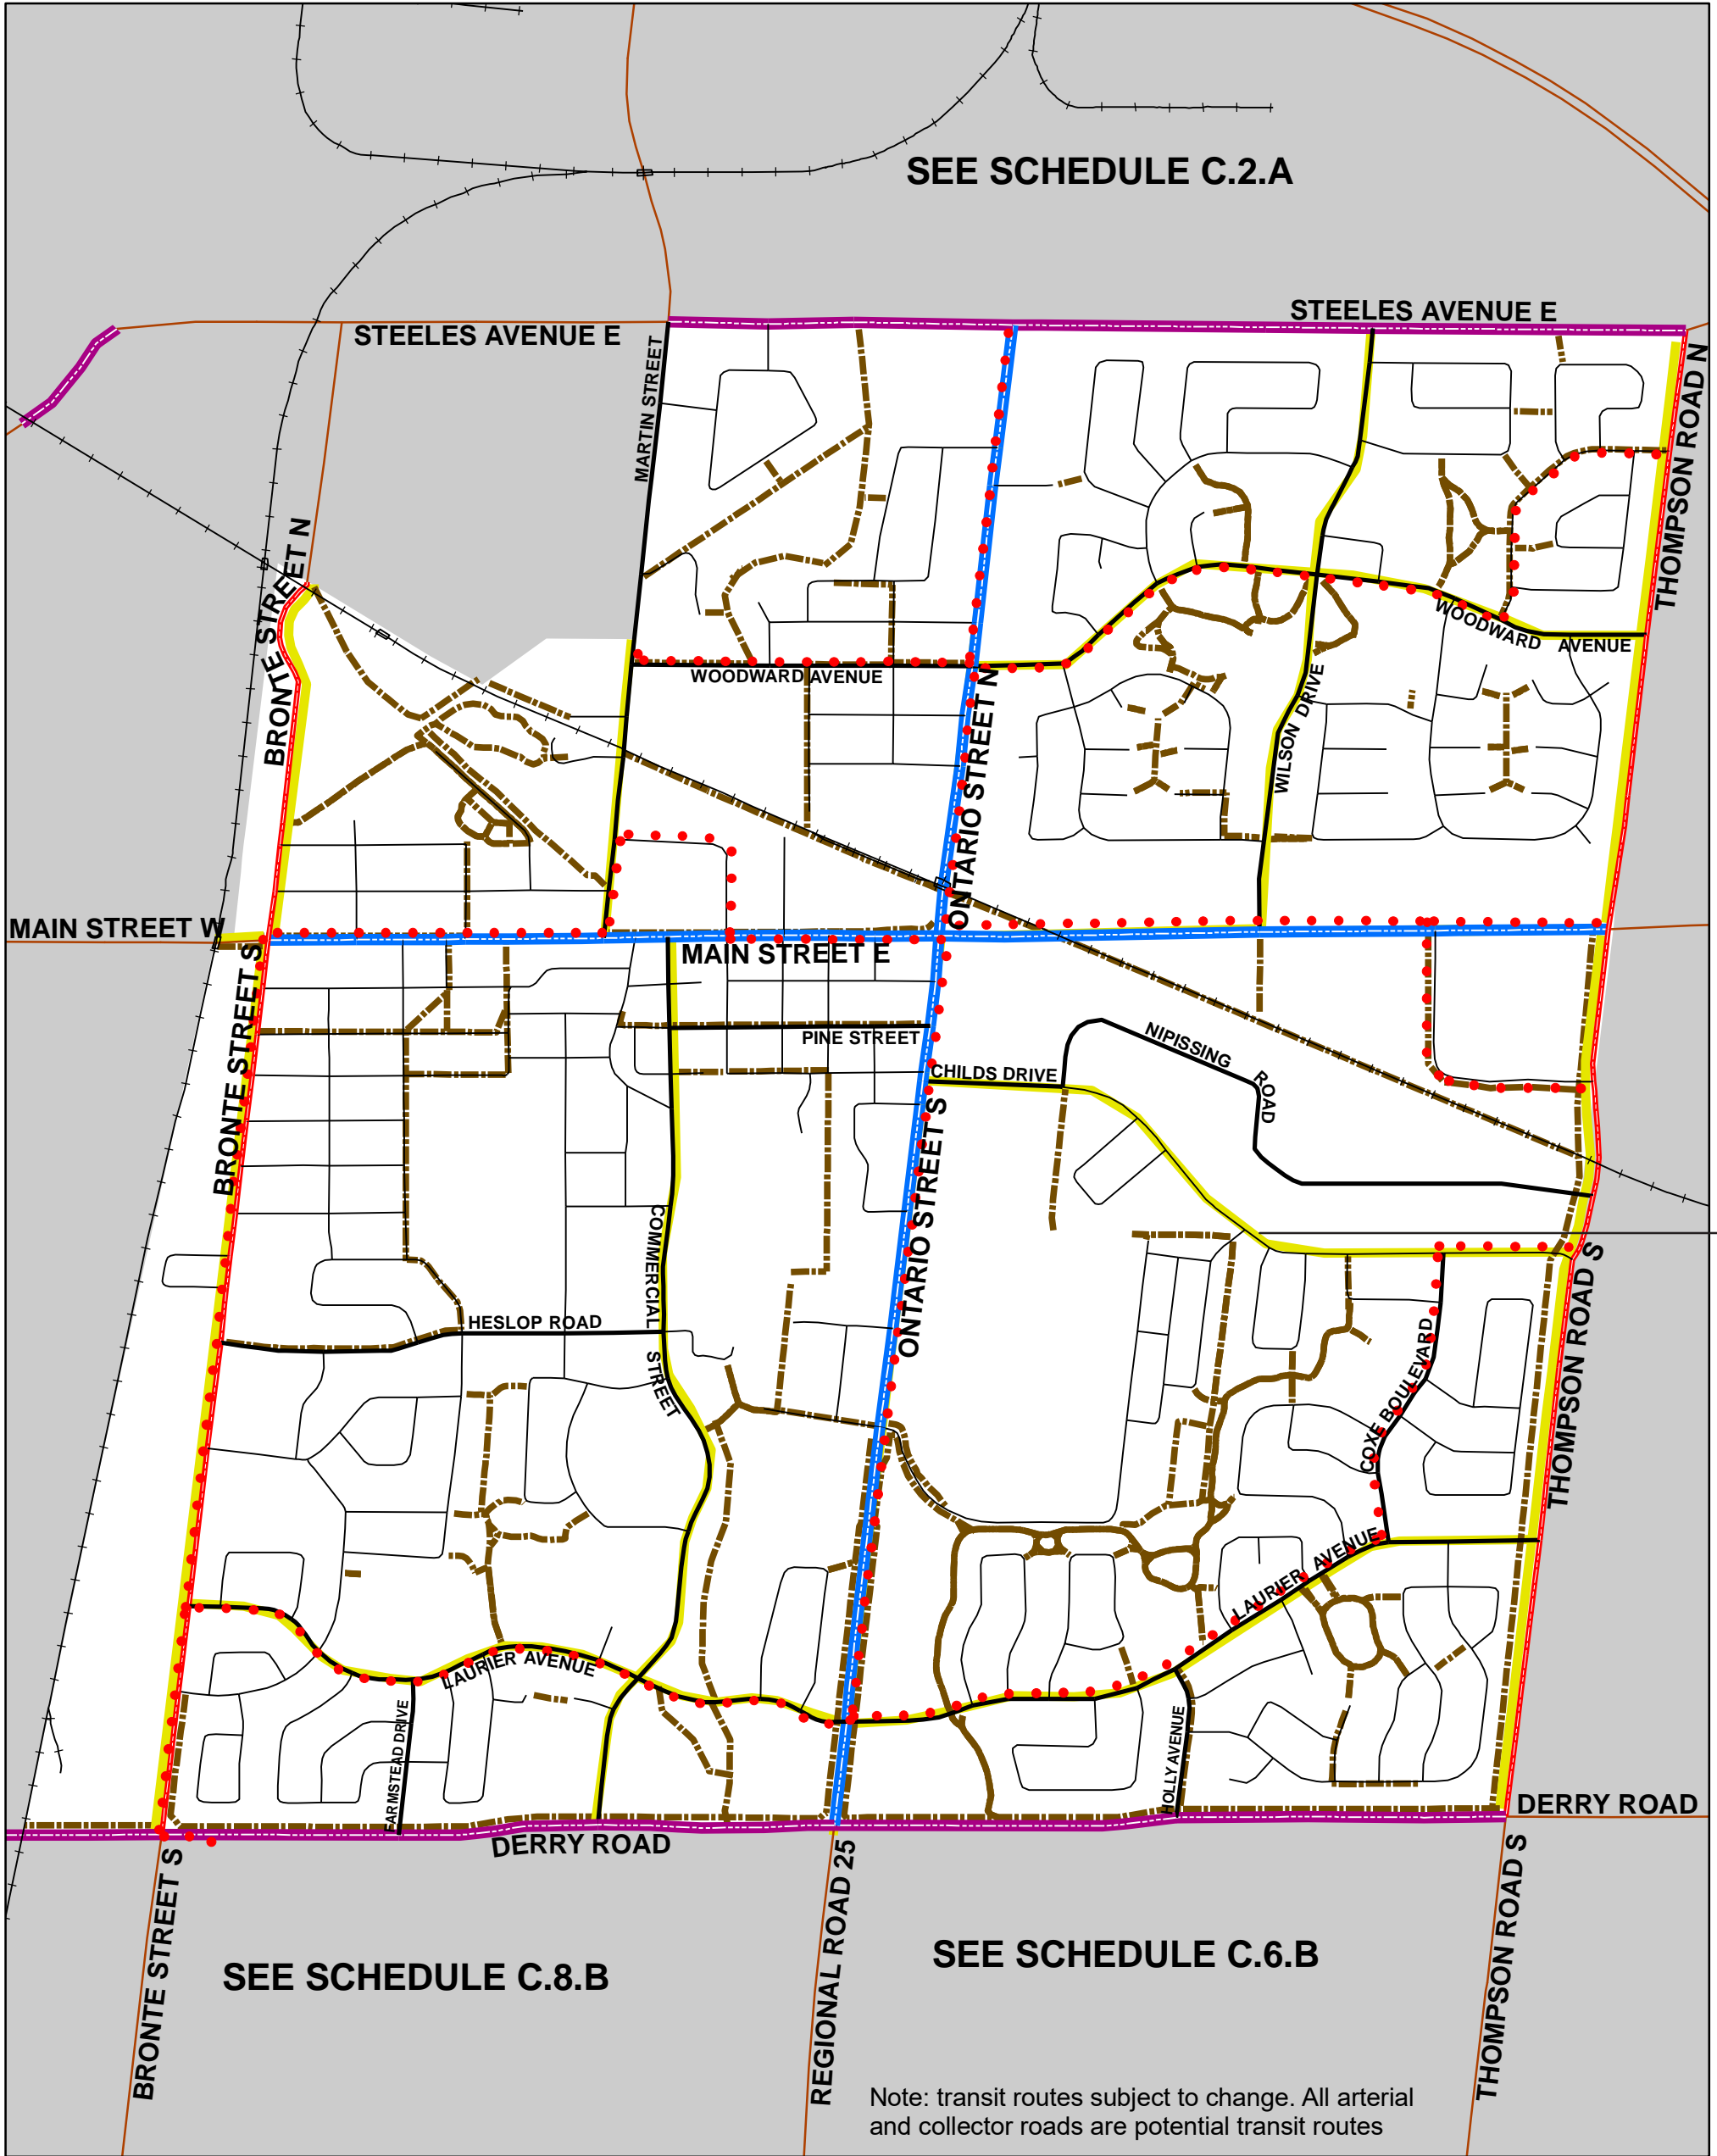 SEE SCHEDULE C.2.A
STEELES AVENUE E
STEELES AVENUE E
MARTIN STREET
THOMPSON ROAD N
BRONTE STREET N
WOODWARD AVENUE
WOODWARD AVENUE
WILSON DRIVE
ONTARIO STREET N
MAIN STREET W
MAIN STREET E
BRONTE STREET S
PINE STREET
NIPISSING ROAD
CHILDS DRIVE
ONTARIO STREET S
COMMERCIAL STREET
HESLOP ROAD
THOMPSON ROAD S
COXE BOULEVARD
LAURIER AVENUE
LAURIER AVENUE
FARMSTEAD DRIVE
HOLLY AVENUE
DERRY ROAD
DERRY ROAD
BRONTE STREET S
REGIONAL ROAD 25
THOMPSON ROAD S
SEE SCHEDULE C.8.B
SEE SCHEDULE C.6.B
Note: transit routes subject to change. All arterial
and collector roads are potential transit routes